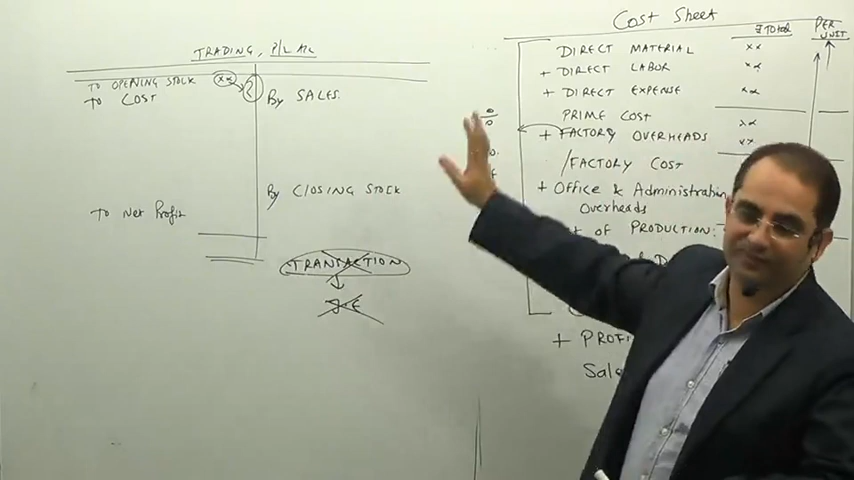 TRADING, P/L A/c
TO OPENING STOCK xx
To COST
By SALES.
By CLOSING STOCK
To Net Profit
TRANSACTION
J.E
Cost Sheet
₹ Total
PER UNIT
DIRECT MATERIAL xx
+ DIRECT LABOR xx
+ DIRECT EXPENSE xx
PRIME COST xx
+ FACTORY OVERHEADS xx
/FACTORY COST
+ Office & Administration
Overheads
OF PRODUCTION
+ PROFI
Sale